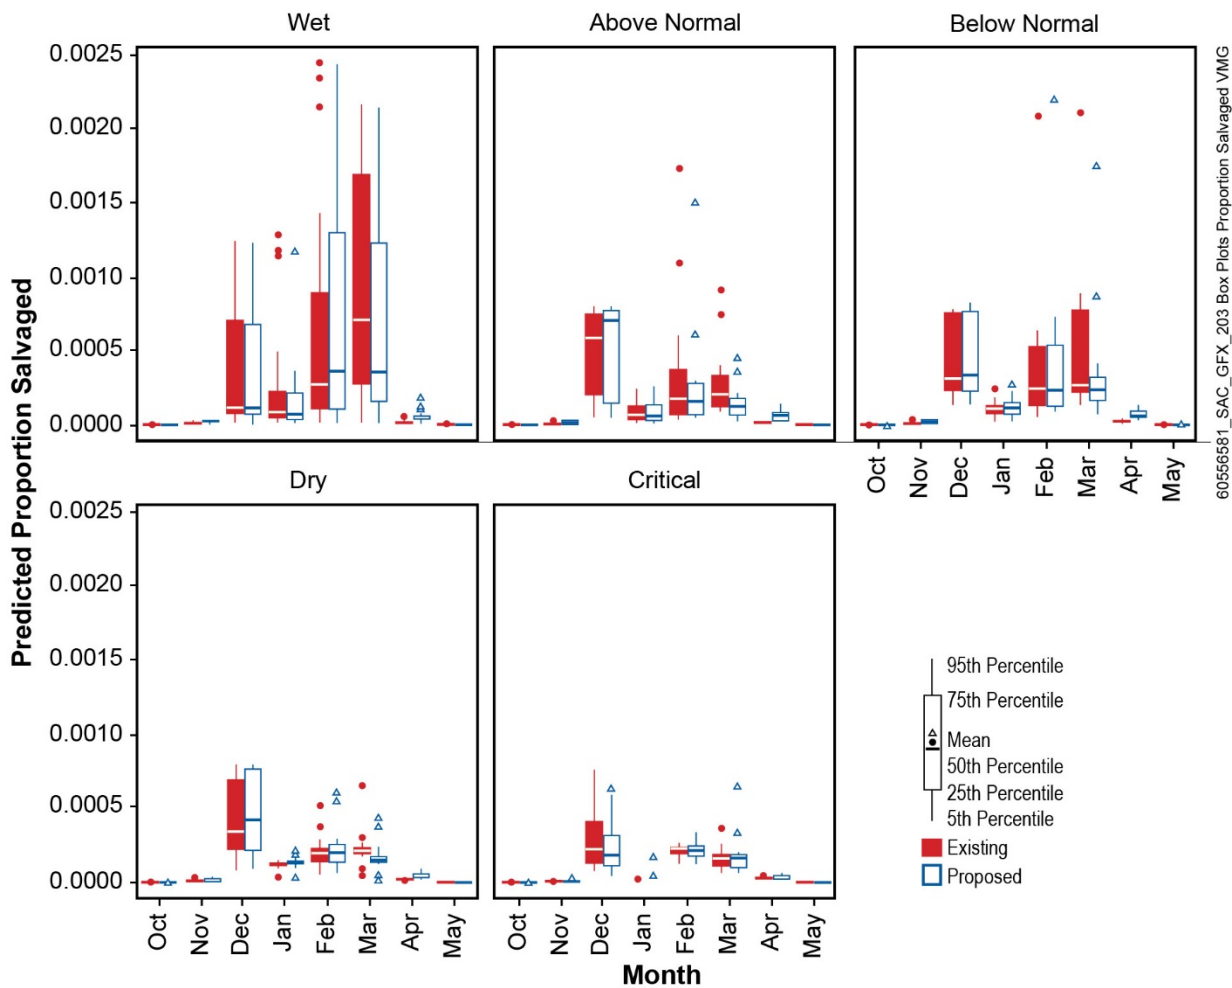 Wet
Above Normal
Below Normal
0.0025
0.0020
0.0015
0.0010
0.0005
0.0000
Oct
Nov
Dec
Jan
Feb
Mar
Apr
May
Dry
Critical
0.0025
0.0020
0.0015
0.0010
0.0005
0.0000
Oct
Nov
Dec
Jan
Feb
Mar
Apr
May
Oct
Nov
Dec
Jan
Feb
Mar
Apr
May
Predicted Proportion Salvaged
Month
95th Percentile
75th Percentile
Mean
50th Percentile
25th Percentile
5th Percentile
Existing
Proposed
60556581_SAC_GFX_203 Box Plots Proportion Salvaged VMG